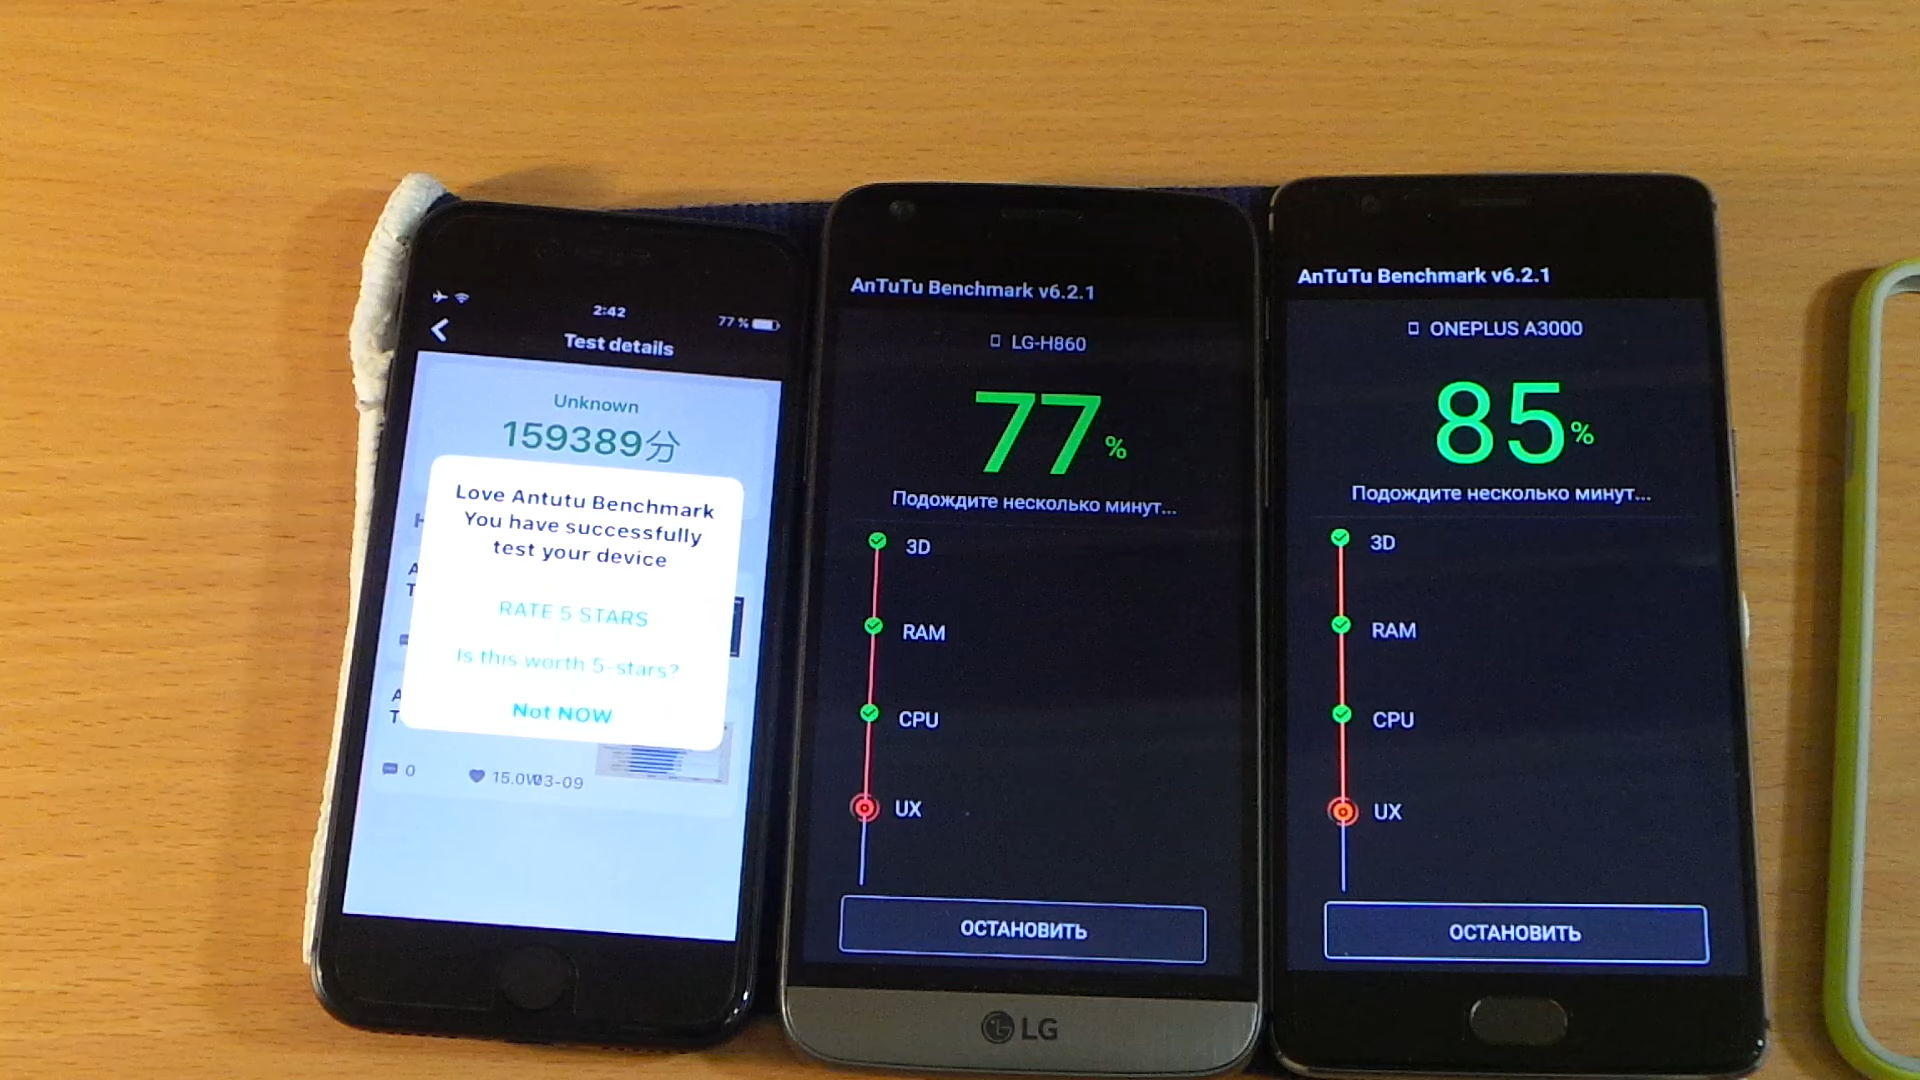 2:42
77 %
Test details
Unknown
159389分
Love Antutu Benchmark
You have successfully
test your device
RATE 5 STARS
Is this worth 5-stars?
Not NOW
0
15.0W
03-09
AnTuTu Benchmark v6.2.1
LG-H860
77%
Подождите несколько минут...
3D
RAM
CPU
UX
ОСТАНОВИТЬ
LG
AnTuTu Benchmark v6.2.1
ONEPLUS A3000
85%
Подождите несколько минут...
3D
RAM
CPU
UX
ОСТАНОВИТЬ